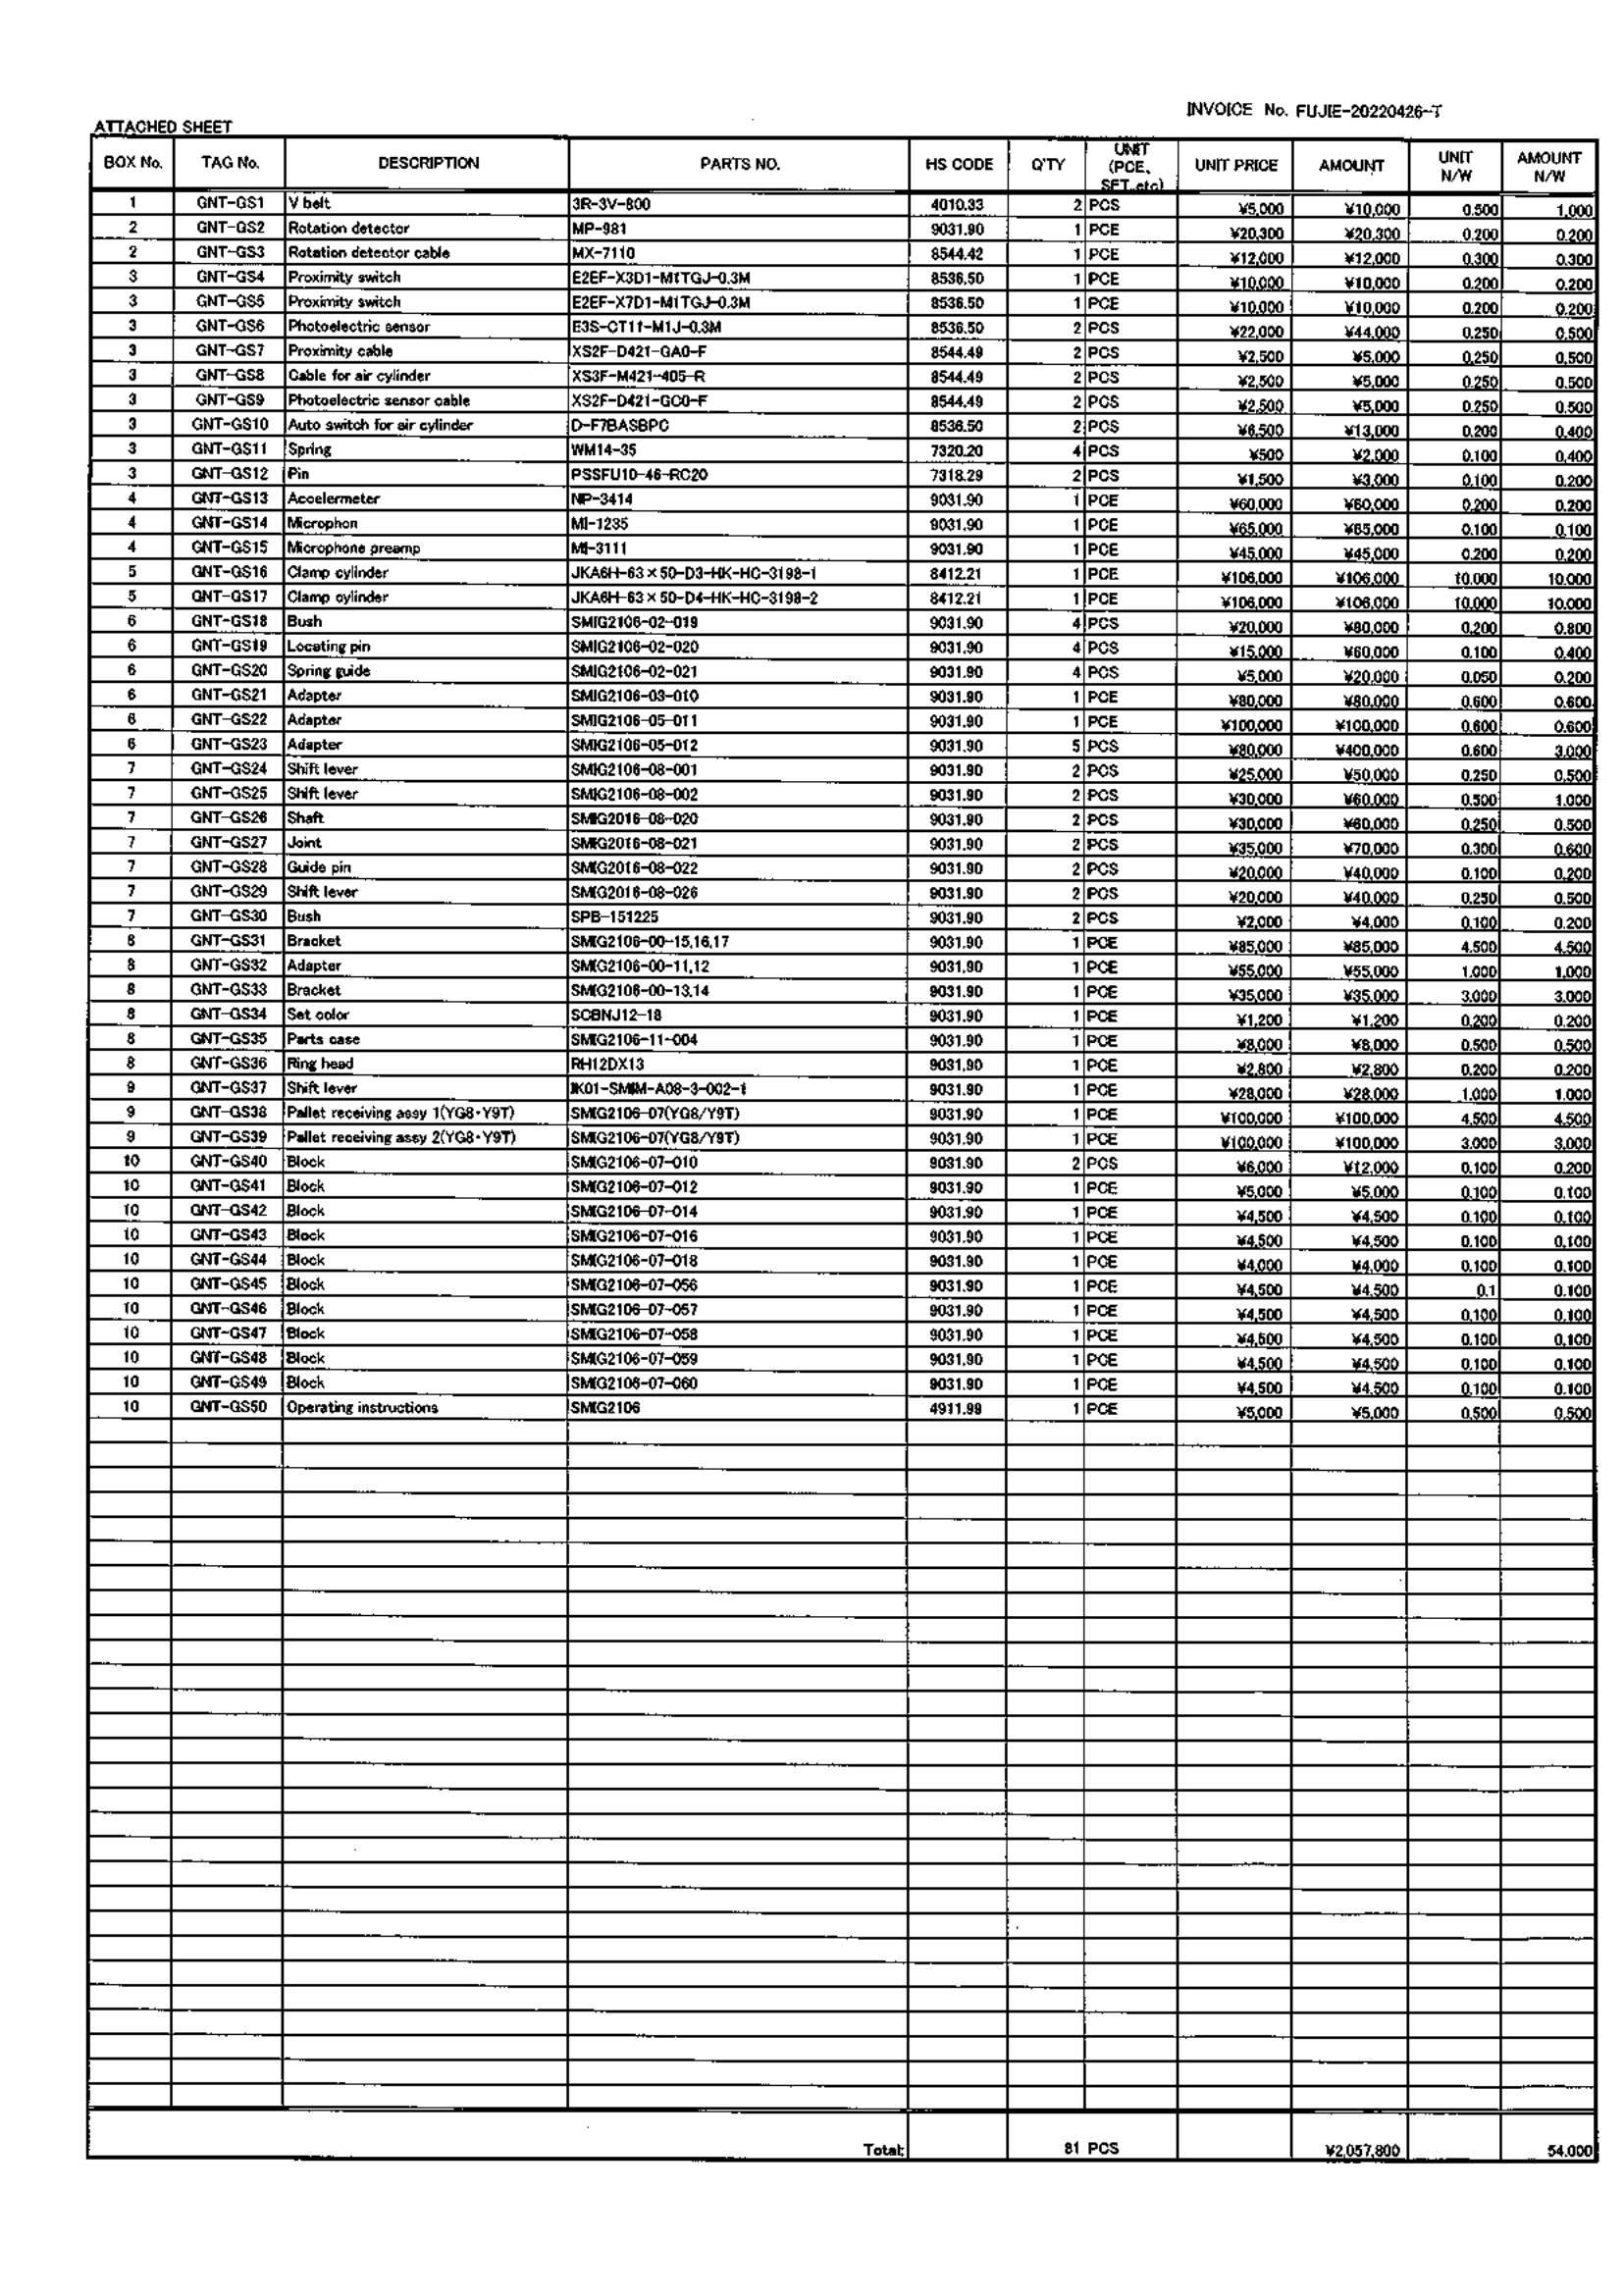 INVOICE No. FUJIE-20220426-T
ATTACHED SHEET
BOX No. TAG No. DESCRIPTION PARTS NO. HS CODE Q'TY UNIT (PCE, SET,etc) UNIT PRICE AMOUNT UNIT N/W AMOUNT N/W
1 GNT-GS1 V belt 3R-3V-800 4010.33 2 PCS ¥5,000 ¥10,000 0.500 1.000
2 GNT-GS2 Rotation detector MP-981 9031.90 1 PCE ¥20,300 ¥20,300 0.200 0.200
2 GNT-GS3 Rotation detector cable MX-7110 8544.42 1 PCE ¥12,000 ¥12,000 0.300 0.300
3 GNT-GS4 Proximity switch E2EF-X3D1-M1TGJ-0.3M 8536.50 1 PCE ¥10,000 ¥10,000 0.200 0.200
3 GNT-GS5 Proximity switch E2EF-X7D1-M1TGJ-0.3M 8536.50 1 PCE ¥10,000 ¥10,000 0.200 0.200
3 GNT-GS6 Photoelectric sensor E3S-CT11-M1J-0.3M 8536.50 2 PCS ¥22,000 ¥44,000 0.250 0.500
3 GNT-GS7 Proximity cable XS2F-D421-GA0-F 8544.49 2 PCS ¥2,500 ¥5,000 0.250 0.500
3 GNT-GS8 Cable for air cylinder XS3F-M421-405-R 8544.49 2 PCS ¥2,500 ¥5,000 0.250 0.500
3 GNT-GS9 Photoelectric sensor cable XS2F-D421-GC0-F 8544.49 2 PCS ¥2,500 ¥5,000 0.250 0.500
3 GNT-GS10 Auto switch for air cylinder D-F7BASBPC 8536.50 2 PCS ¥6,500 ¥13,000 0.200 0.400
3 GNT-GS11 Spring WM14-35 7320.20 4 PCS ¥500 ¥2,000 0.100 0.400
3 GNT-GS12 Pin PSSFU10-46-RC20 7318.29 2 PCS ¥1,500 ¥3,000 0.100 0.200
4 GNT-GS13 Accelermeter NP-3414 9031.90 1 PCE ¥60,000 ¥60,000 0.200 0.200
4 GNT-GS14 Microphon MI-1235 9031.90 1 PCE ¥65,000 ¥65,000 0.100 0.100
4 GNT-GS15 Microphone preamp MI-3111 9031.90 1 PCE ¥45,000 ¥45,000 0.200 0.200
5 GNT-GS16 Clamp cylinder JKA6H-63×50-D3-HK-HC-3198-1 8412.21 1 PCE ¥106,000 ¥106,000 10.000 10.000
5 GNT-GS17 Clamp cylinder JKA6H-63×50-D4-HK-HC-3198-2 8412.21 1 PCE ¥106,000 ¥106,000 10.000 10.000
6 GNT-GS18 Bush SMIG2106-02-019 9031.90 4 PCS ¥20,000 ¥80,000 0.200 0.800
6 GNT-GS19 Locating pin SMIG2106-02-020 9031.90 4 PCS ¥15,000 ¥60,000 0.100 0.400
6 GNT-GS20 Spring guide SMIG2106-02-021 9031.90 4 PCS ¥5,000 ¥20,000 0.050 0.200
6 GNT-GS21 Adapter SMIG2106-03-010 9031.90 1 PCE ¥80,000 ¥80,000 0.600 0.600
6 GNT-GS22 Adapter SMIG2106-05-011 9031.90 1 PCE ¥100,000 ¥100,000 0.600 0.600
6 GNT-GS23 Adapter SMIG2106-05-012 9031.90 5 PCS ¥80,000 ¥400,000 0.600 3.000
7 GNT-GS24 Shift lever SMIG2106-08-001 9031.90 2 PCS ¥25,000 ¥50,000 0.250 0.500
7 GNT-GS25 Shift lever SMIG2106-08-002 9031.90 2 PCS ¥30,000 ¥60,000 0.500 1.000
7 GNT-GS26 Shaft SMIG2016-08-020 9031.90 2 PCS ¥30,000 ¥60,000 0.250 0.500
7 GNT-GS27 Joint SMIG2016-08-021 9031.90 2 PCS ¥35,000 ¥70,000 0.300 0.600
7 GNT-GS28 Guide pin SMIG2016-08-022 9031.90 2 PCS ¥20,000 ¥40,000 0.100 0.200
7 GNT-GS29 Shift lever SMIG2016-08-026 9031.90 2 PCS ¥20,000 ¥40,000 0.250 0.500
7 GNT-GS30 Bush SPB-151225 9031.90 2 PCS ¥2,000 ¥4,000 0.100 0.200
8 GNT-GS31 Bracket SMIG2106-00-15,16,17 9031.90 1 PCE ¥85,000 ¥85,000 4.500 4.500
8 GNT-GS32 Adapter SMIG2106-00-11,12 9031.90 1 PCE ¥55,000 ¥55,000 1.000 1.000
8 GNT-GS33 Bracket SMIG2106-00-13,14 9031.90 1 PCE ¥35,000 ¥35,000 3.000 3.000
8 GNT-GS34 Set color SCBNJ12-18 9031.90 1 PCE ¥1,200 ¥1,200 0.200 0.200
8 GNT-GS35 Parts case SMIG2106-11-004 9031.90 1 PCE ¥8,000 ¥8,000 0.500 0.500
8 GNT-GS36 Ring head RH12DX13 9031.90 1 PCE ¥2,800 ¥2,800 0.200 0.200
9 GNT-GS37 Shift lever IK01-SMIM-A08-3-002-1 9031.90 1 PCE ¥28,000 ¥28,000 1.000 1.000
9 GNT-GS38 Pallet receiving assy 1(YG8・Y9T) SMIG2106-07(YG8/Y9T) 9031.90 1 PCE ¥100,000 ¥100,000 4.500 4.500
9 GNT-GS39 Pallet receiving assy 2(YG8・Y9T) SMIG2106-07(YG8/Y9T) 9031.90 1 PCE ¥100,000 ¥100,000 3.000 3.000
10 GNT-GS40 Block SMIG2106-07-010 9031.90 2 PCS ¥6,000 ¥12,000 0.100 0.200
10 GNT-GS41 Block SMIG2106-07-012 9031.90 1 PCE ¥5,000 ¥5,000 0.100 0.100
10 GNT-GS42 Block SMIG2106-07-014 9031.90 1 PCE ¥4,500 ¥4,500 0.100 0.100
10 GNT-GS43 Block SMIG2106-07-016 9031.90 1 PCE ¥4,500 ¥4,500 0.100 0.100
10 GNT-GS44 Block SMIG2106-07-018 9031.90 1 PCE ¥4,000 ¥4,000 0.100 0.100
10 GNT-GS45 Block SMIG2106-07-056 9031.90 1 PCE ¥4,500 ¥4,500 0.1 0.100
10 GNT-GS46 Block SMIG2106-07-057 9031.90 1 PCE ¥4,500 ¥4,500 0.100 0.100
10 GNT-GS47 Block SMIG2106-07-058 9031.90 1 PCE ¥4,500 ¥4,500 0.100 0.100
10 GNT-GS48 Block SMIG2106-07-059 9031.90 1 PCE ¥4,500 ¥4,500 0.100 0.100
10 GNT-GS49 Block SMIG2106-07-060 9031.90 1 PCE ¥4,500 ¥4,500 0.100 0.100
10 GNT-GS50 Operating instructions SMIG2106 4911.99 1 PCE ¥5,000 ¥5,000 0.500 0.500
Total: 81 PCS ¥2,057,800 54.000